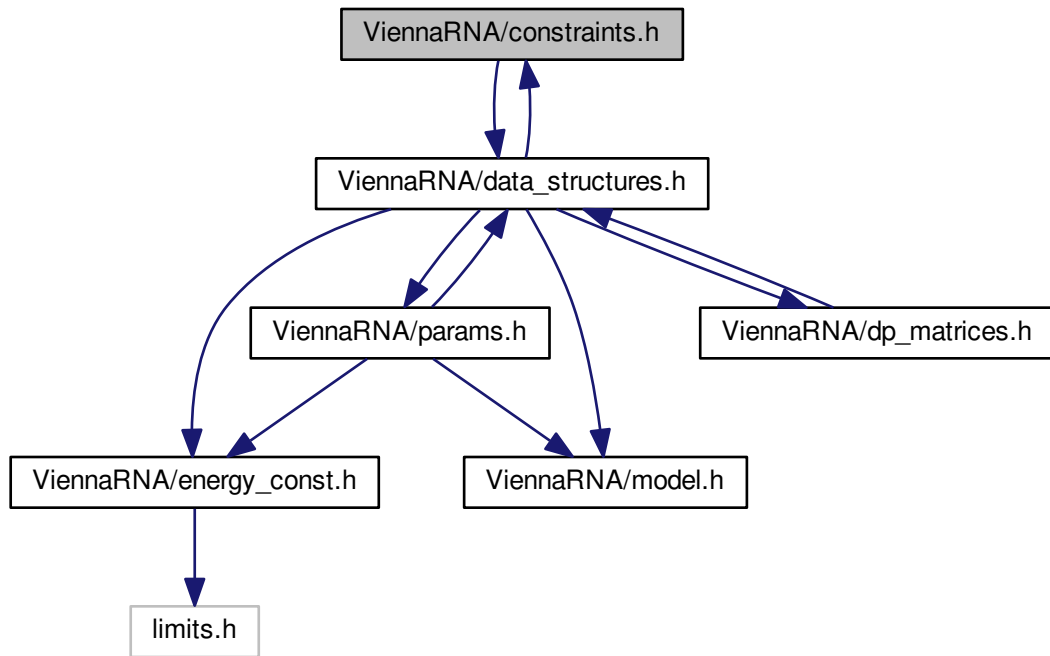 ViennaRNA/constraints.h
ViennaRNA/data_structures.h
ViennaRNA/params.h
ViennaRNA/dp_matrices.h
ViennaRNA/energy_const.h
ViennaRNA/model.h
limits.h